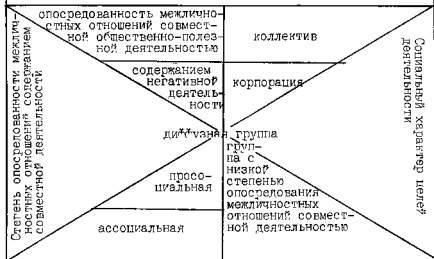 опосредованность межлично-
стных отношений совмест-
ной общественно-полез-
ной деятельностью
коллектив
содержанием
негативной
деятель-
ности
корпорация
Степень опосредованности межлич-
ностных отношений содержанием
совместной деятельности
Социальный характер целей
деятельности
диффузная группа
груп-
па с
низкой
степенью
опосредования
межличностных
отношений совмест-
ной деятельностью
просо-
циальная
ассоциальная